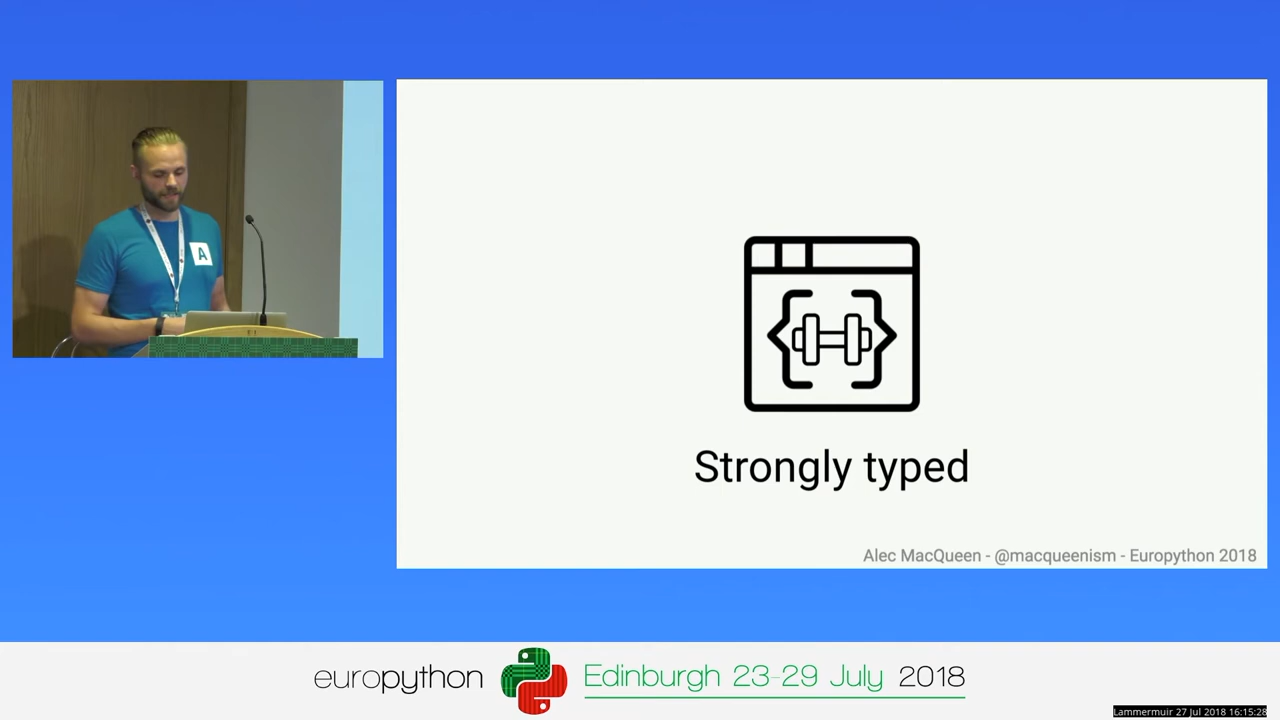 A
Strongly typed
Alec MacQueen - @macqueenism - Europython 2018
europython Edinburgh 23-29 July 2018
Lammermuir 27 Jul 2018 16:15:28